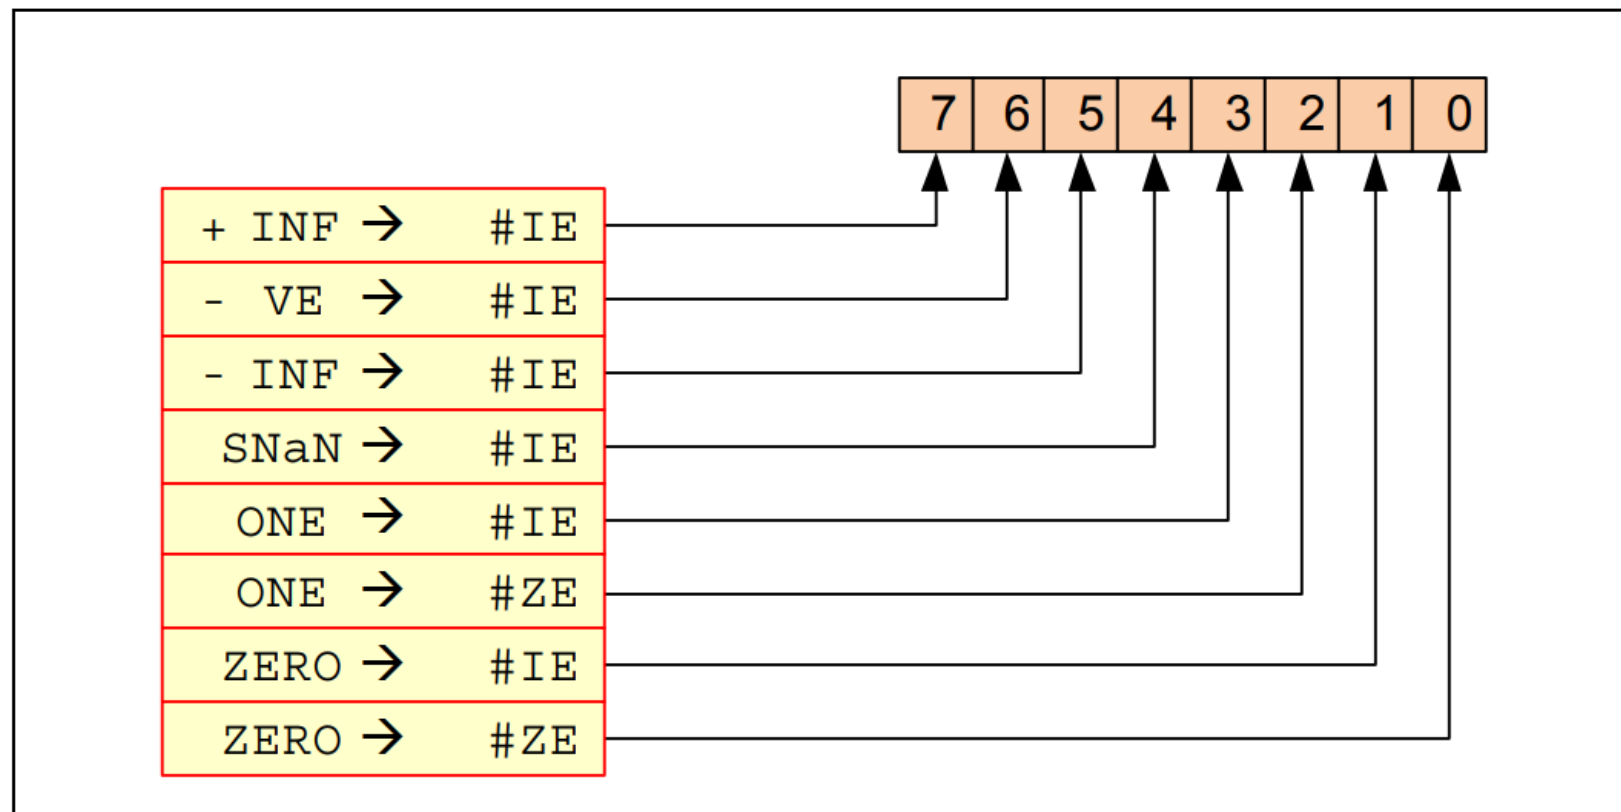 7 6 5 4 3 2 1 0
+ INF → #IE
- VE → #IE
- INF → #IE
SNaN → #IE
ONE → #IE
ONE → #ZE
ZERO → #IE
ZERO → #ZE